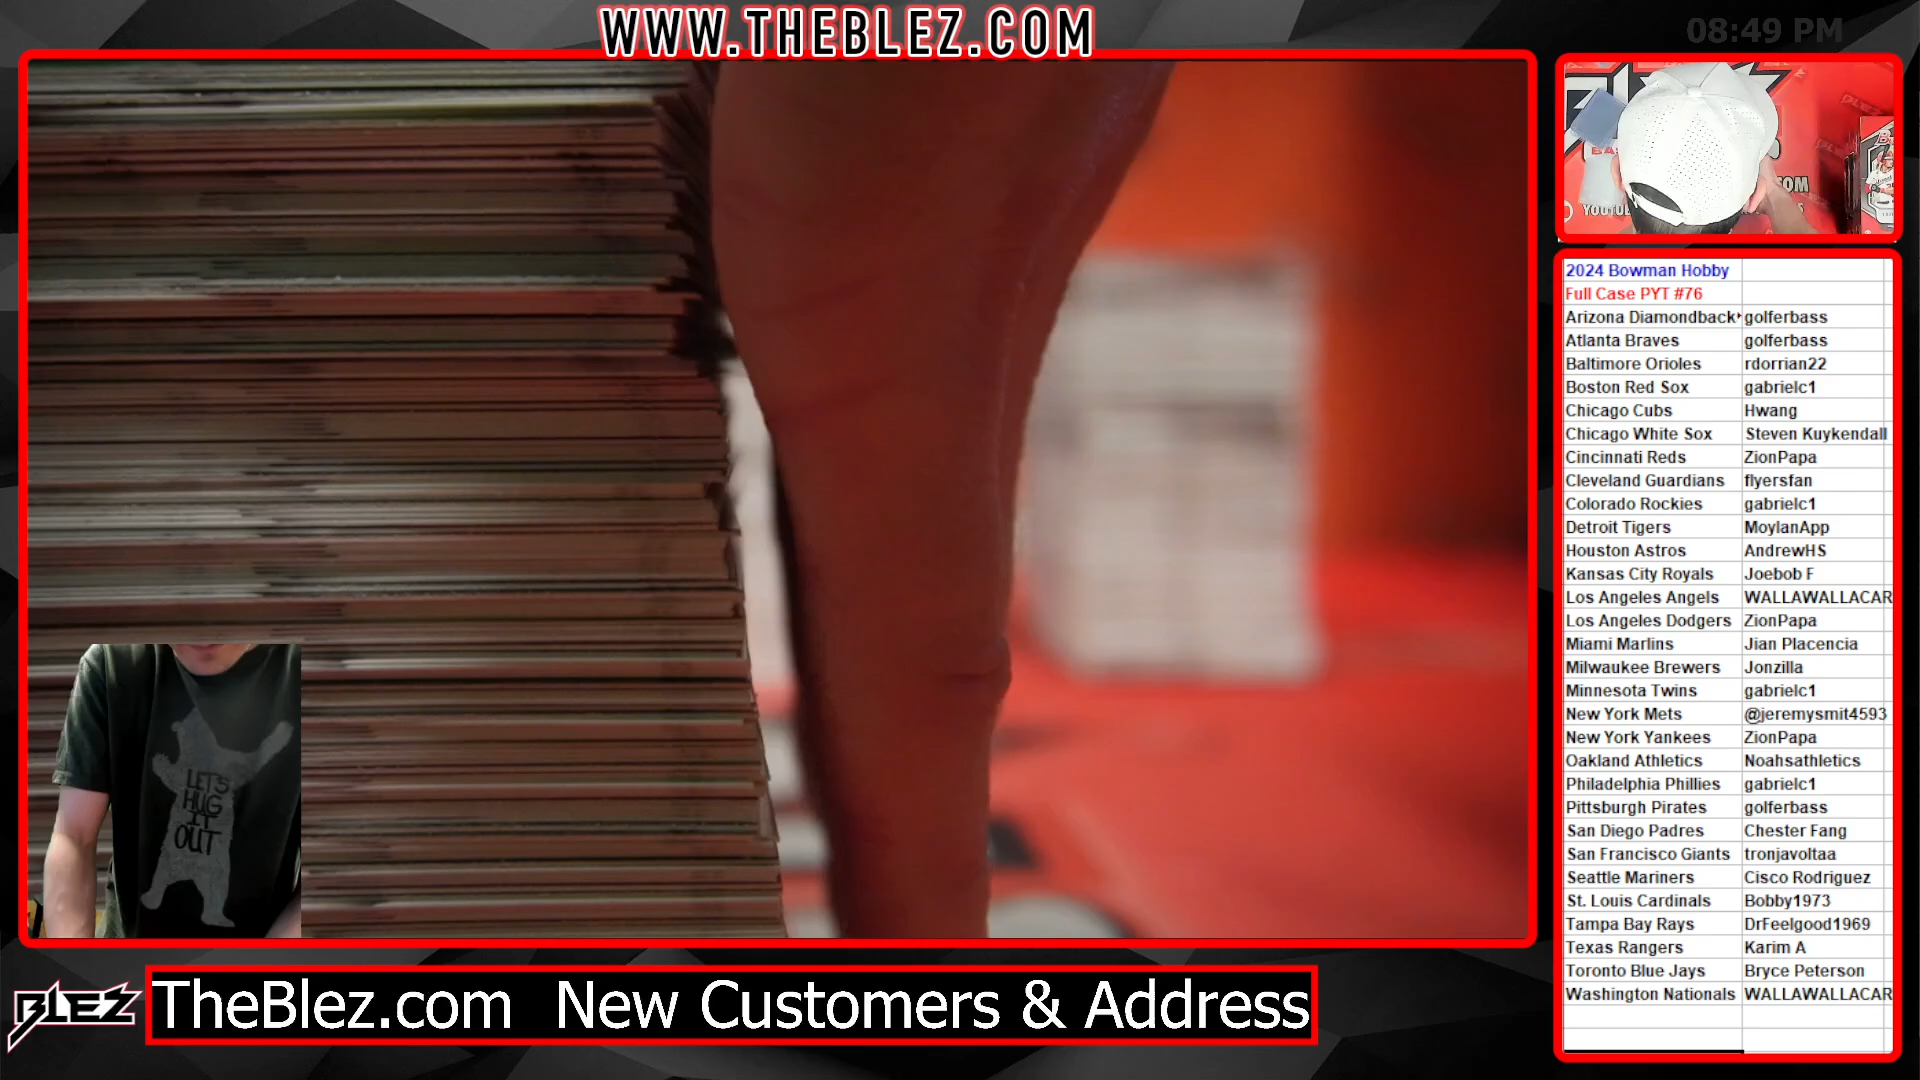 WWW.THEBLEZ.COM
08:49 PM
YOUTU
2024 Bowman Hobby
Full Case PYT #76
Arizona Diamondback golferbass
Atlanta Braves golferbass
Baltimore Orioles rdorrian22
Boston Red Sox gabrielc1
Chicago Cubs Hwang
Chicago White Sox Steven Kuykendall
Cincinnati Reds ZionPapa
Cleveland Guardians flyersfan
Colorado Rockies gabrielc1
Detroit Tigers MoylanApp
Houston Astros AndrewHS
Kansas City Royals Joebob F
Los Angeles Angels WALLAWALLACAR
Los Angeles Dodgers ZionPapa
Miami Marlins Jian Placencia
Milwaukee Brewers Jonzilla
Minnesota Twins gabrielc1
New York Mets @jeremysmit4593
New York Yankees ZionPapa
Oakland Athletics Noahsathletics
Philadelphia Phillies gabrielc1
Pittsburgh Pirates golferbass
San Diego Padres Chester Fang
San Francisco Giants tronjavoltaa
Seattle Mariners Cisco Rodriguez
St. Louis Cardinals Bobby1973
Tampa Bay Rays DrFeelgood1969
Texas Rangers Karim A
Toronto Blue Jays Bryce Peterson
Washington Nationals WALLAWALLACAR
LET'S
HUG
IT
OUT
BLEZ
TheBlez.com New Customers & Address